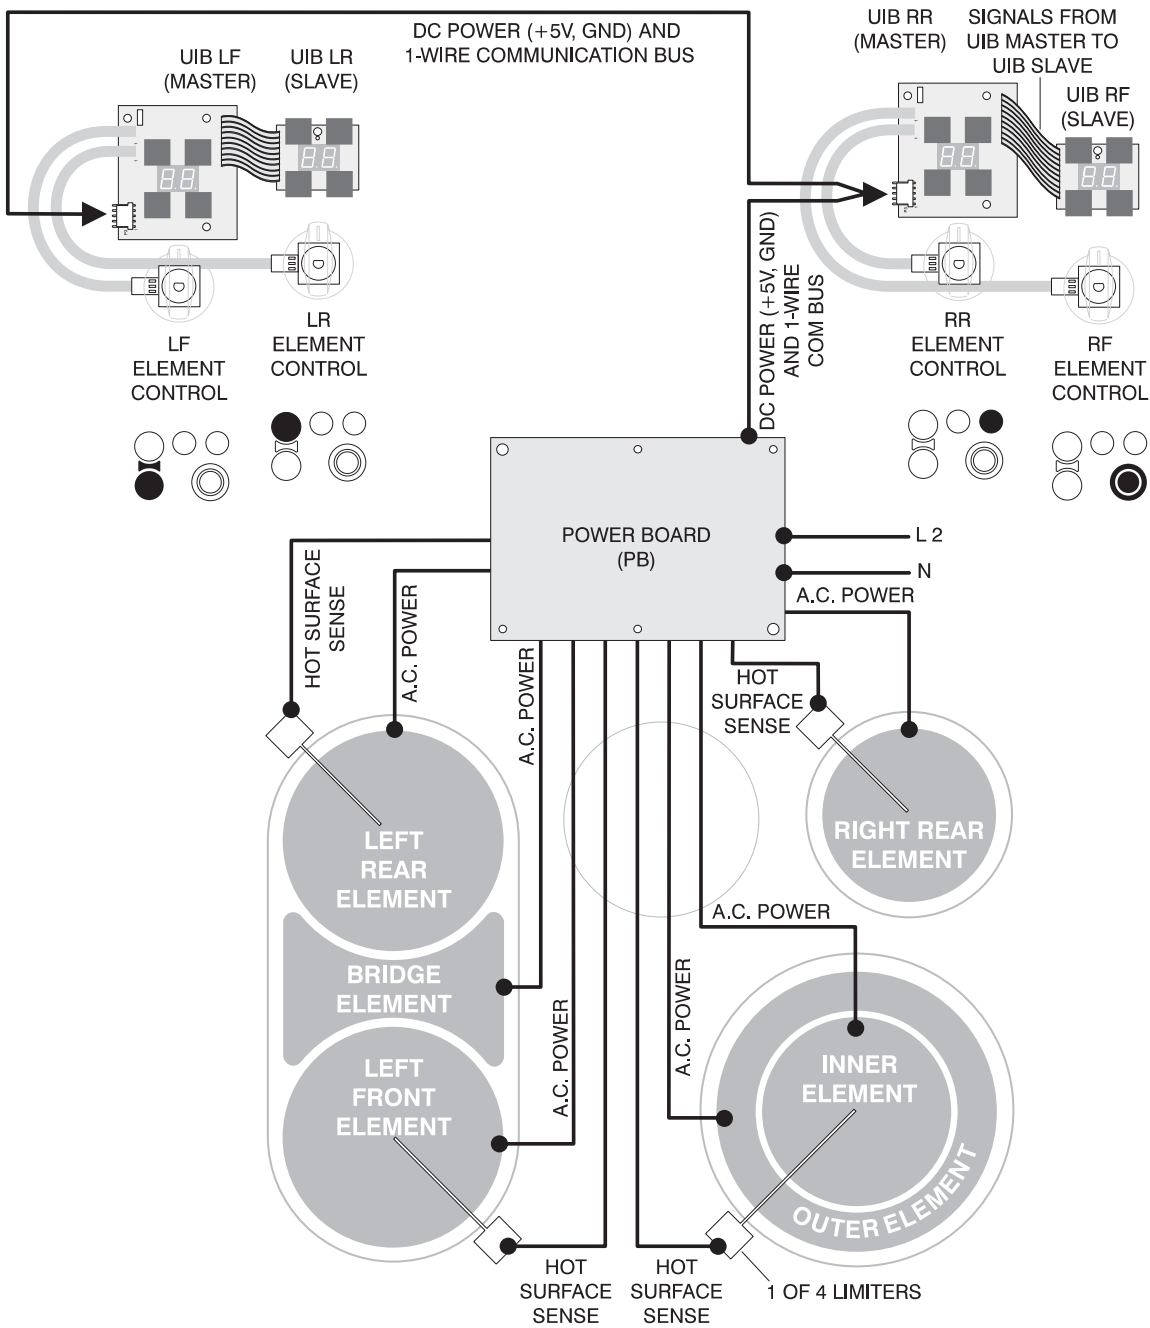 DC POWER (+5V, GND) AND
1-WIRE COMMUNICATION BUS
UIB LF
(MASTER)
UIB LR
(SLAVE)
UIB RR
(MASTER)
SIGNALS FROM
UIB MASTER TO
UIB SLAVE
UIB RF
(SLAVE)
LF
ELEMENT
CONTROL
LR
ELEMENT
CONTROL
DC POWER (+5V, GND)
AND 1-WIRE
COM BUS
RR
ELEMENT
CONTROL
RF
ELEMENT
CONTROL
POWER BOARD
(PB)
L 2
N
A.C. POWER
HOT SURFACE
SENSE
A.C. POWER
A.C. POWER
HOT
SURFACE
SENSE
LEFT
REAR
ELEMENT
RIGHT REAR
ELEMENT
A.C. POWER
BRIDGE
ELEMENT
A.C. POWER
A.C. POWER
LEFT
FRONT
ELEMENT
INNER
ELEMENT
OUTER ELEMENT
HOT
SURFACE
SENSE
HOT
SURFACE
SENSE
1 OF 4 LIMITERS